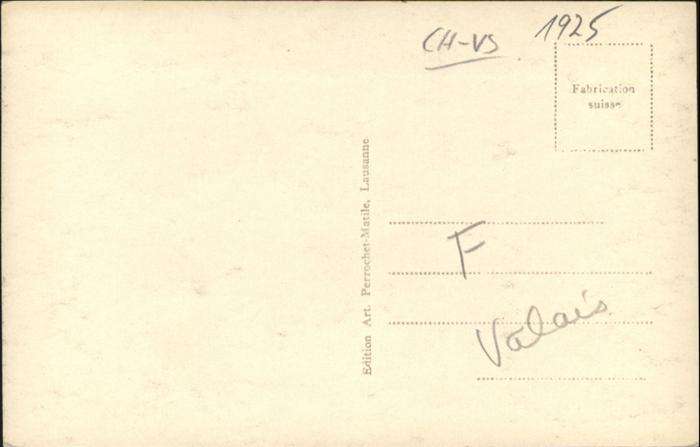 CH-VS
1925
Fabrication
suisse
Edition Art. Perrochet-Matile, Lausanne
F
Valais